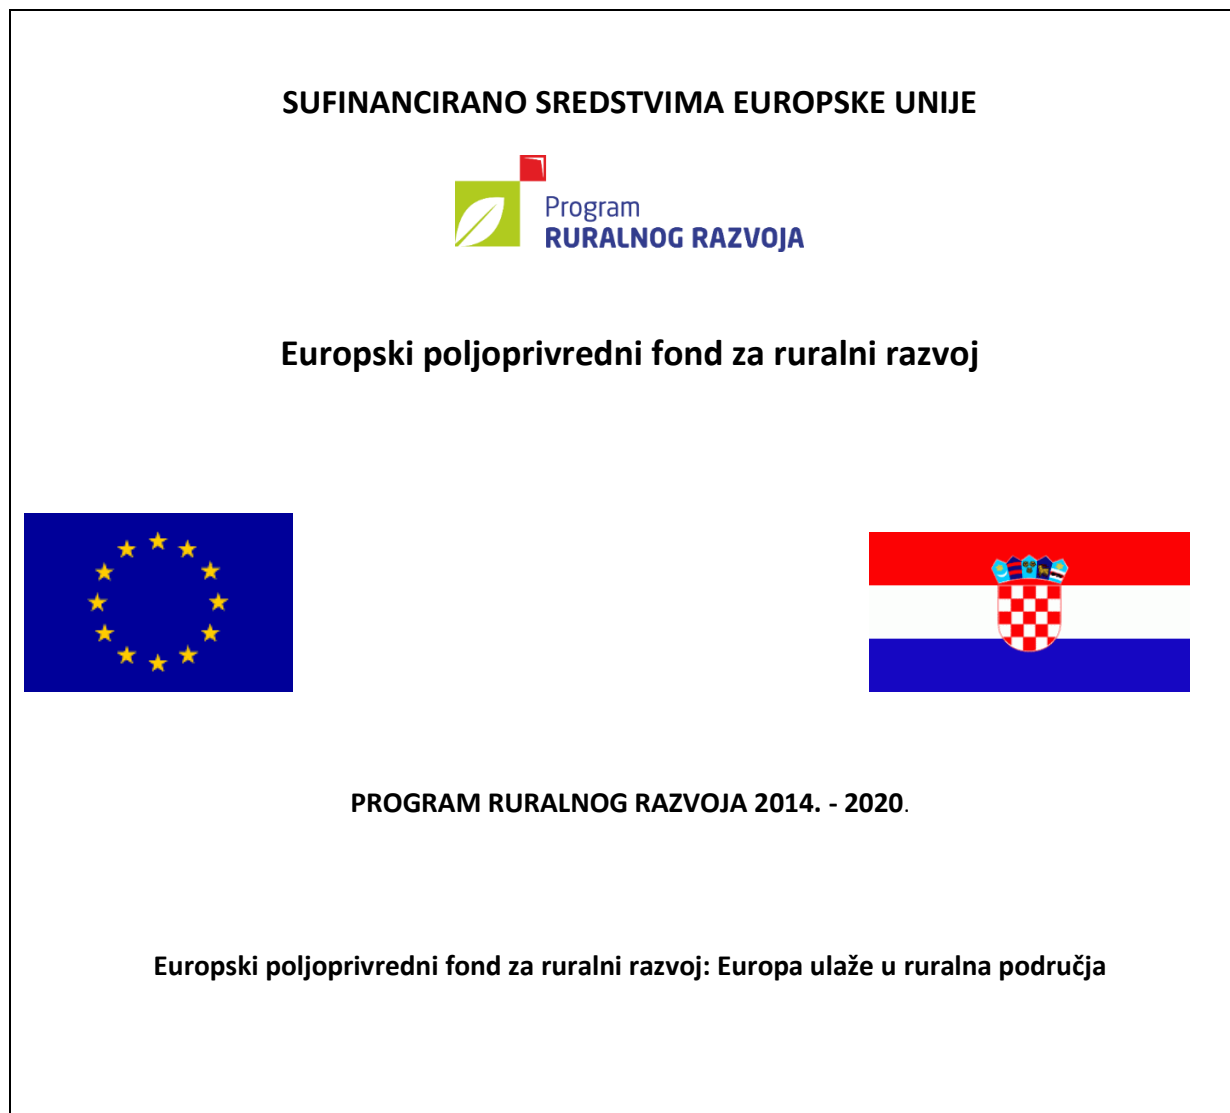 SUFINANCIRANO SREDSTVIMA EUROPSKE UNIJE
Program
RURALNOG RAZVOJA
Europski poljoprivredni fond za ruralni razvoj
PROGRAM RURALNOG RAZVOJA 2014. - 2020.
Europski poljoprivredni fond za ruralni razvoj: Europa ulaže u ruralna područja